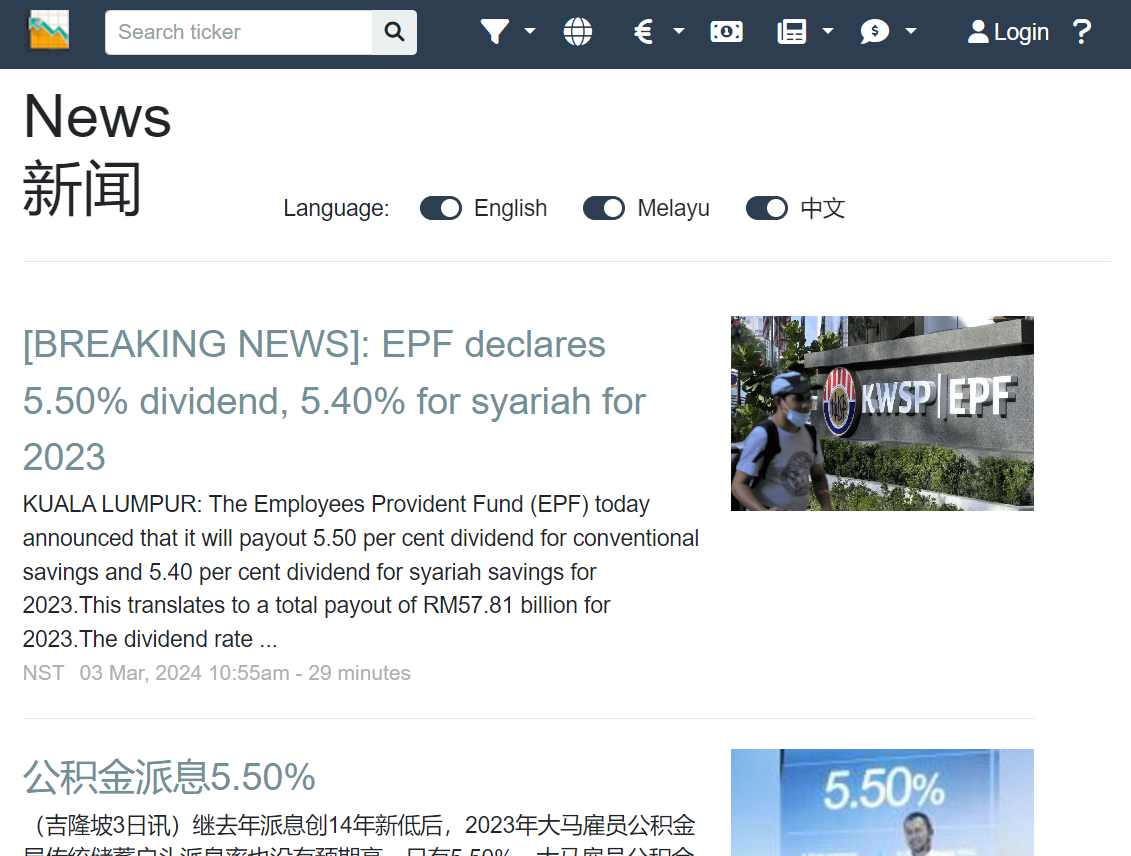 Search ticker
Login ?
News
新闻
Language: English Melayu 中文
[BREAKING NEWS]: EPF declares
5.50% dividend, 5.40% for syariah for
2023
KWSP|EPF
KUALA LUMPUR: The Employees Provident Fund (EPF) today
announced that it will payout 5.50 per cent dividend for conventional
savings and 5.40 per cent dividend for syariah savings for
2023.This translates to a total payout of RM57.81 billion for
2023.The dividend rate ...
NST 03 Mar, 2024 10:55am - 29 minutes
公积金派息5.50%
5.50%
（吉隆坡3日讯）继去年派息创14年新低后，2023年大马雇员公积金